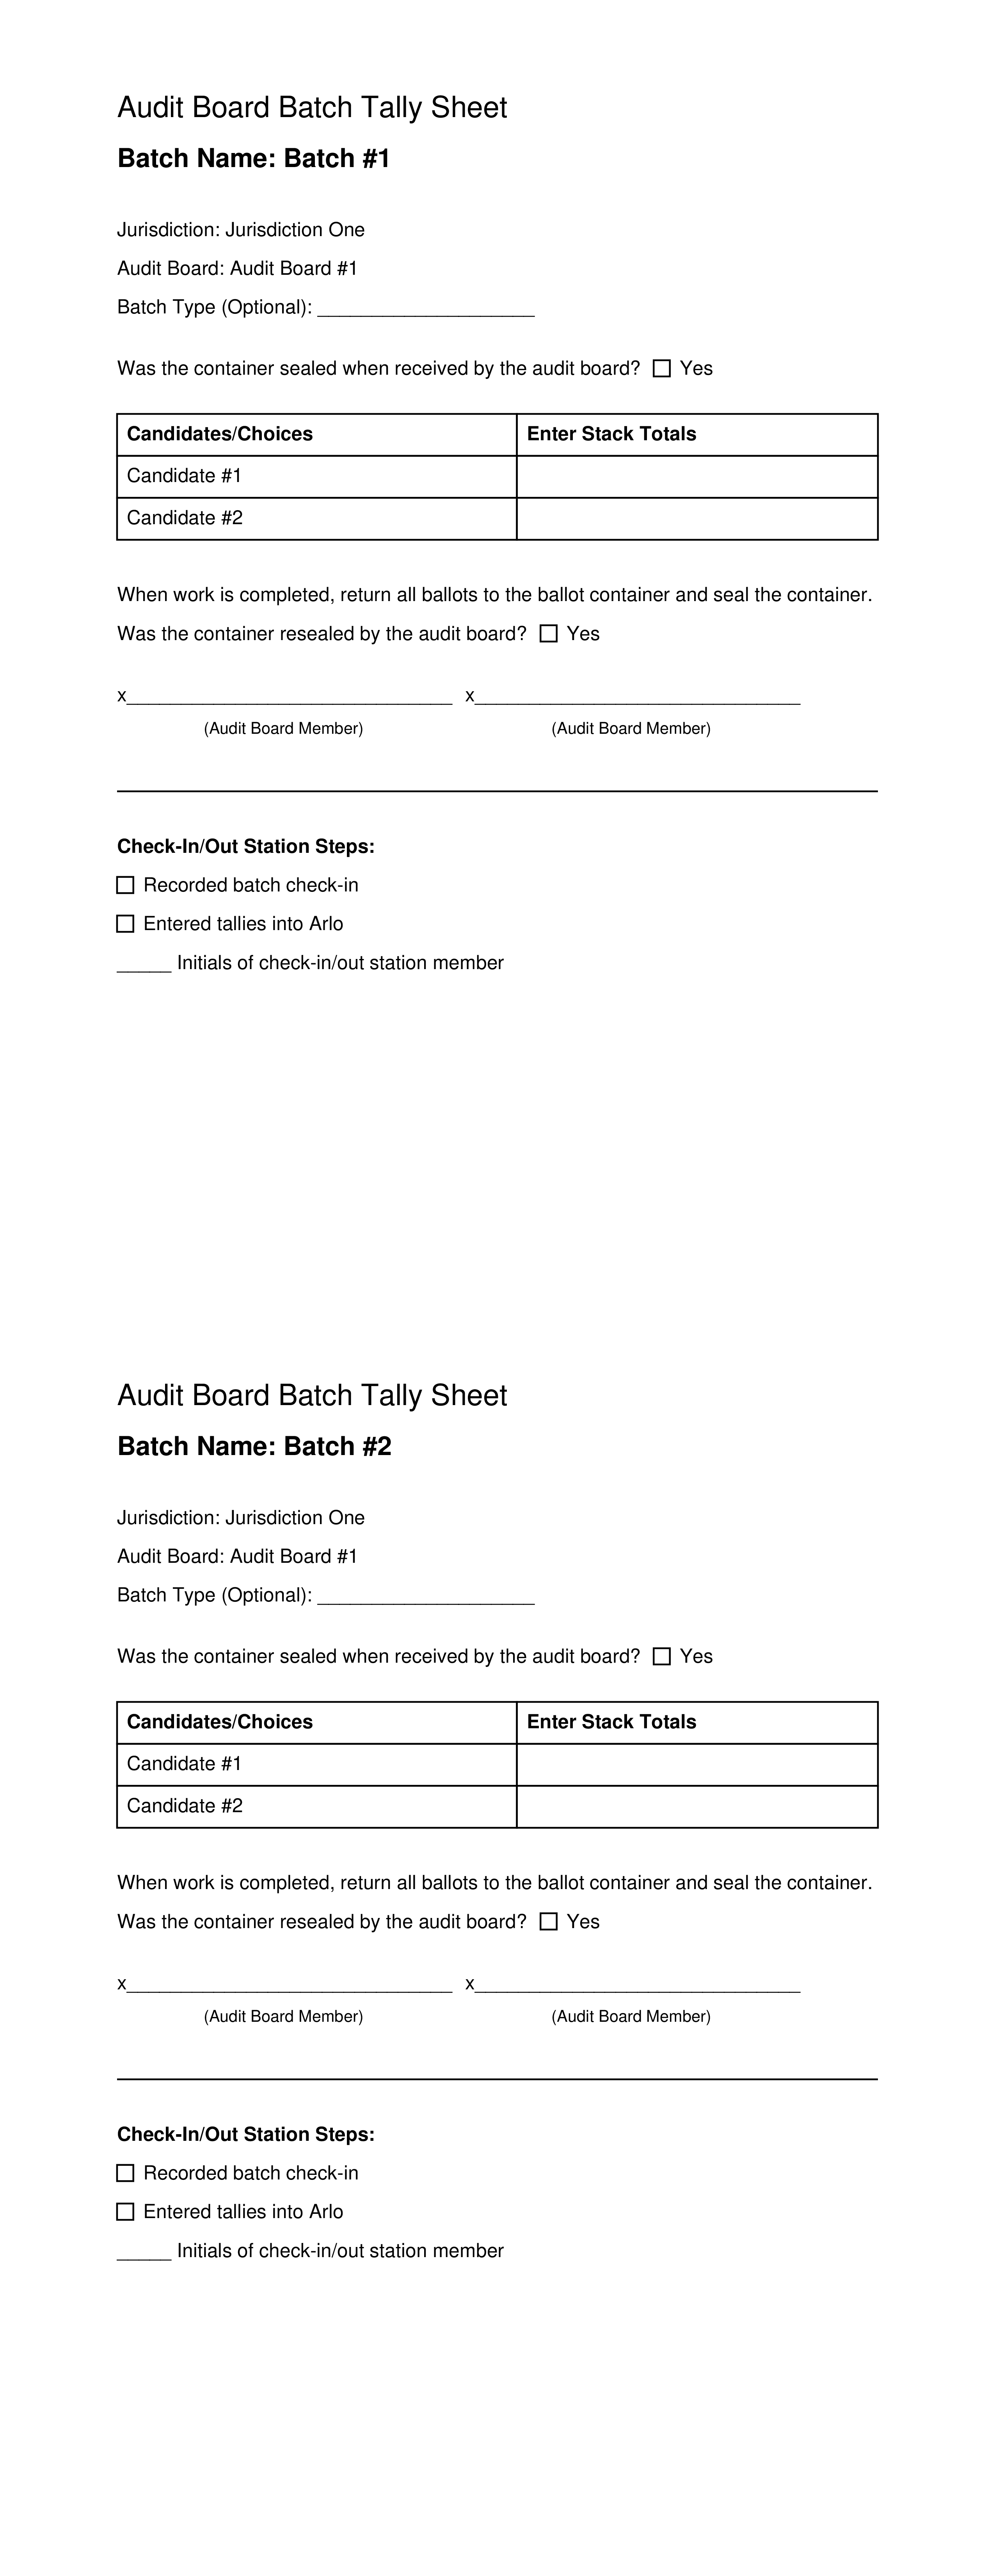 Audit Board Batch Tally Sheet
Batch Name: Batch #1
Jurisdiction: Jurisdiction One
Audit Board: Audit Board #1
Batch Type (Optional): ____________________
Was the container sealed when received by the audit board? ☐ Yes
Candidates/Choices Enter Stack Totals
Candidate #1
Candidate #2
When work is completed, return all ballots to the ballot container and seal the container.
Was the container resealed by the audit board? ☐ Yes
x______________________________ x______________________________
(Audit Board Member) (Audit Board Member)
Check-In/Out Station Steps:
☐ Recorded batch check-in
☐ Entered tallies into Arlo
_____ Initials of check-in/out station member
Audit Board Batch Tally Sheet
Batch Name: Batch #2
Jurisdiction: Jurisdiction One
Audit Board: Audit Board #1
Batch Type (Optional): ____________________
Was the container sealed when received by the audit board? ☐ Yes
Candidates/Choices Enter Stack Totals
Candidate #1
Candidate #2
When work is completed, return all ballots to the ballot container and seal the container.
Was the container resealed by the audit board? ☐ Yes
x______________________________ x______________________________
(Audit Board Member) (Audit Board Member)
Check-In/Out Station Steps:
☐ Recorded batch check-in
☐ Entered tallies into Arlo
_____ Initials of check-in/out station member